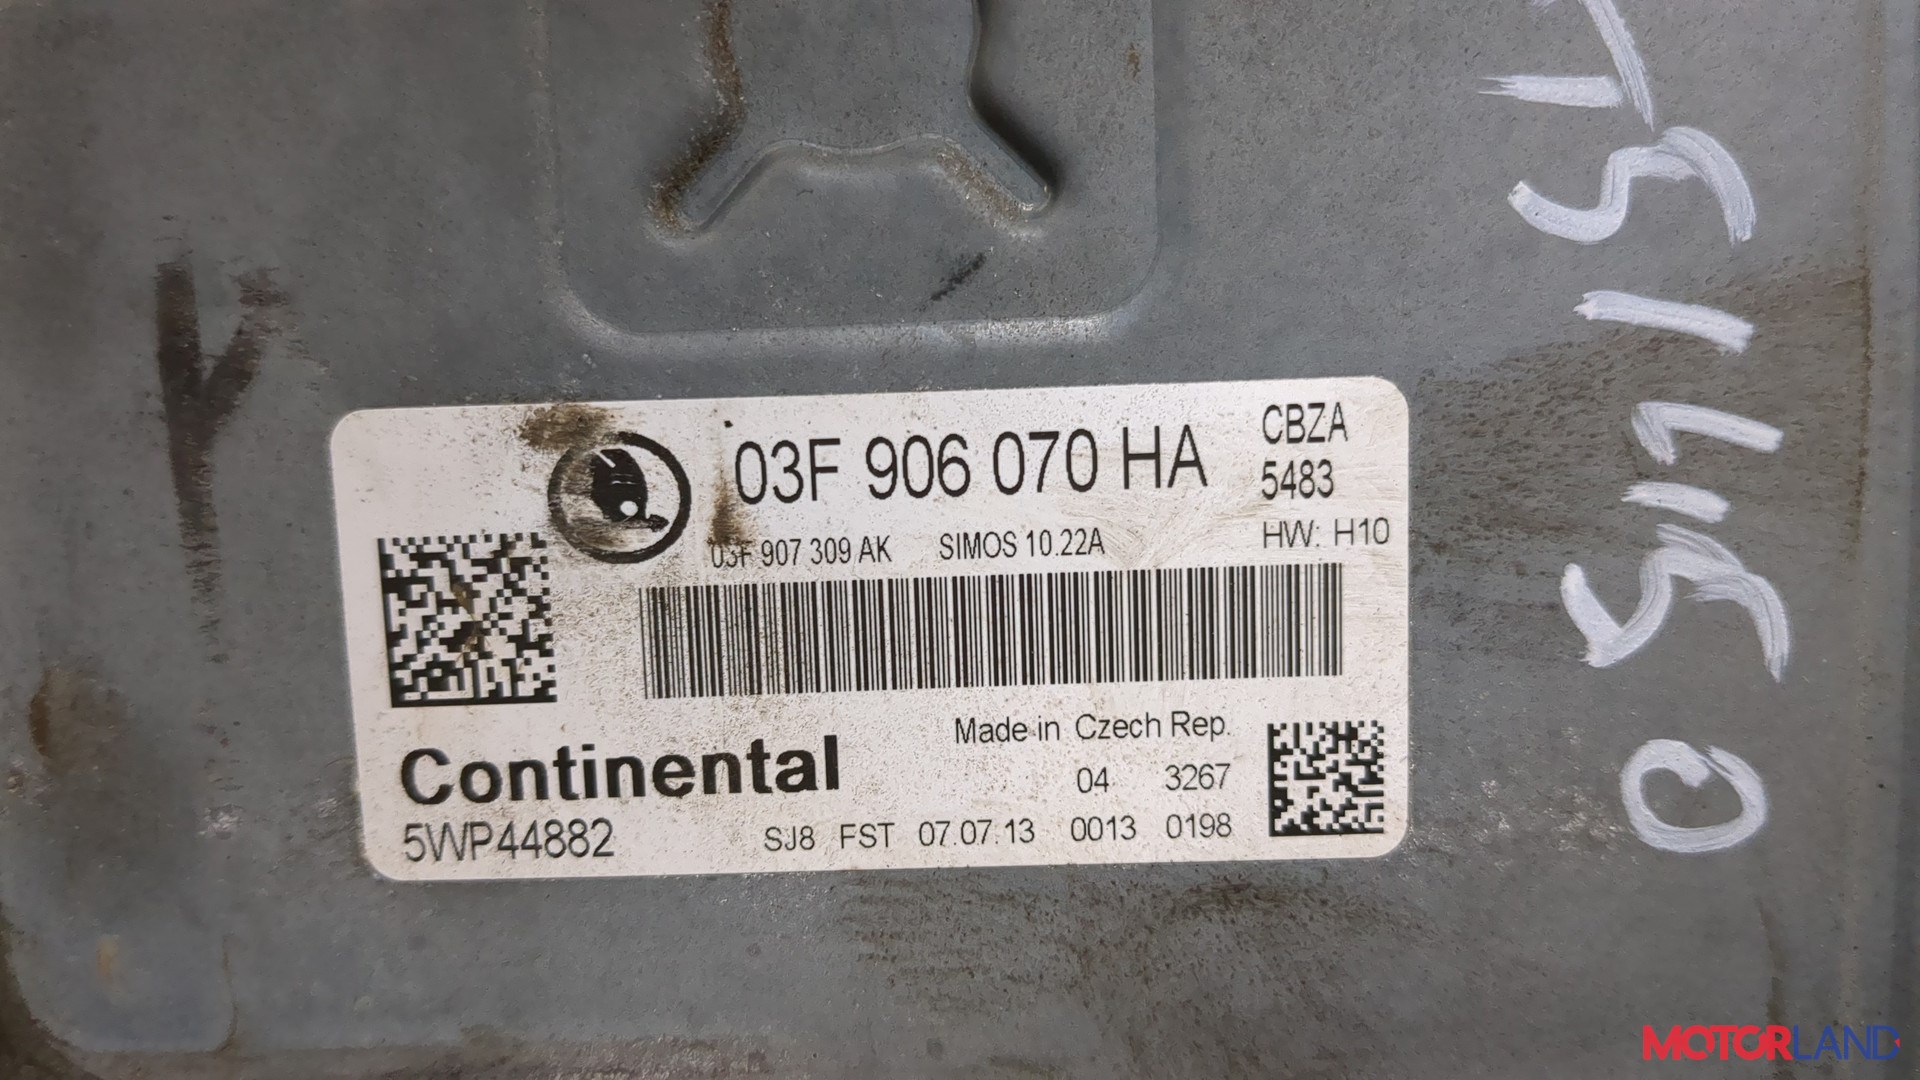 03F 906 070 HA
CBZA
5483
03F 907 309 AK SIMOS 10.22A HW: H10
Made in Czech Rep.
Continental
04 3267
5WP44882 SJ8 FST 07.07.13 0013 0198
MOTORLAND